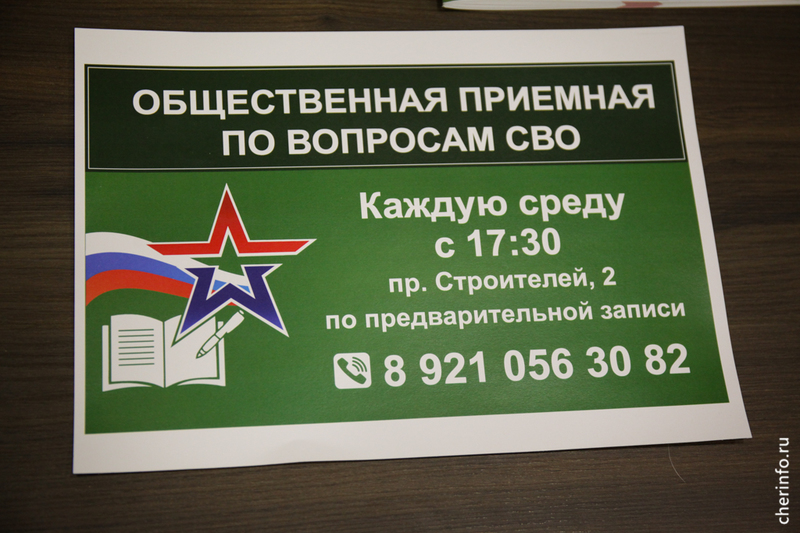 ОБЩЕСТВЕННАЯ ПРИЕМНАЯ
ПО ВОПРОСАМ СВО
Каждую среду
с 17:30
пр. Строителей, 2
по предварительной записи
8 921 056 30 82
cherinfo.ru